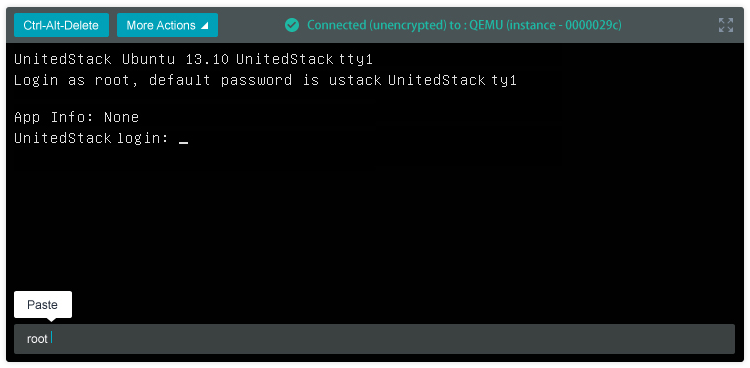 Ctrl-Alt-Delete More Actions Connected (unencrypted) to : QEMU (instance - 0000029c)
UnitedStack Ubuntu 13.10 UnitedStack tty1
Login as root, default password is ustack UnitedStack ty1
App Info: None
UnitedStack login: _
Paste
root